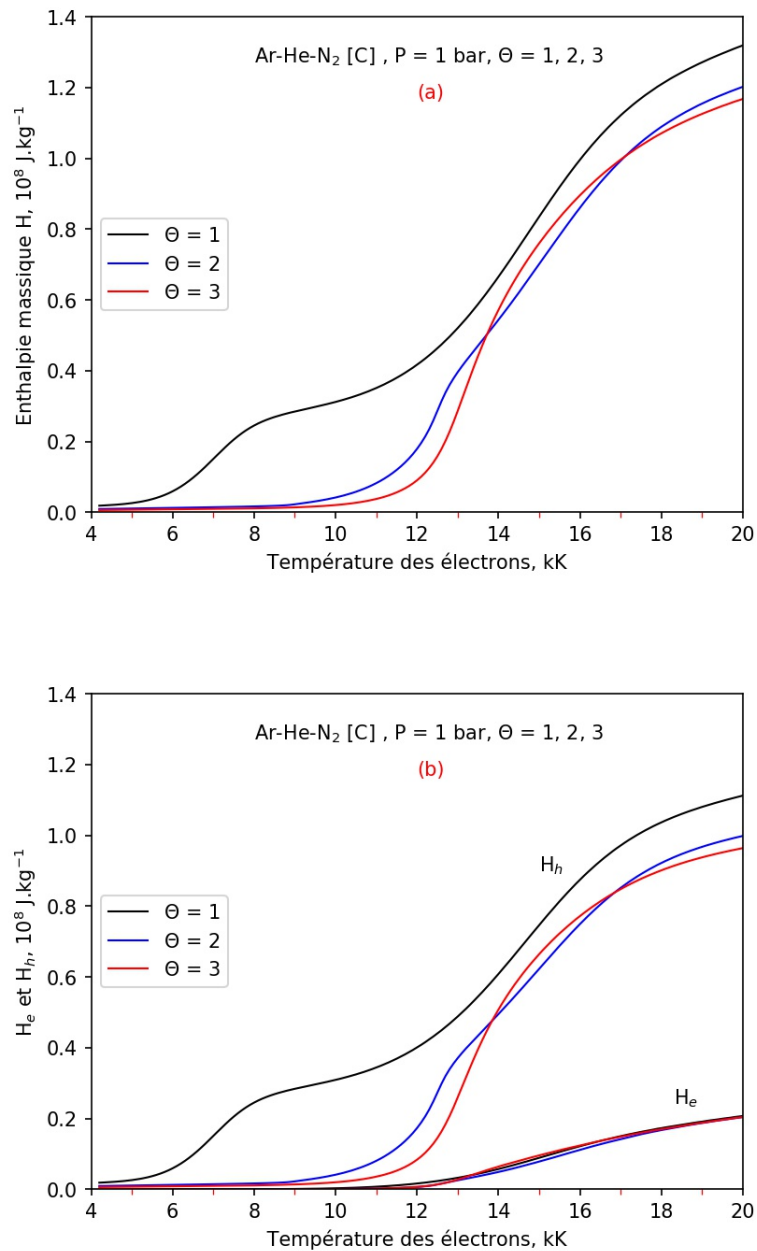 Ar-He-N₂ [C] , P = 1 bar, Θ = 1, 2, 3
(a)
Enthalpie massique H, 10⁸ J.kg⁻¹
1.4
1.2
1.0
0.8
0.6
0.4
0.2
0.0
Θ = 1
Θ = 2
Θ = 3
4 6 8 10 12 14 16 18 20
Température des électrons, kK
Ar-He-N₂ [C] , P = 1 bar, Θ = 1, 2, 3
(b)
Hₑ et Hₕ, 10⁸ J.kg⁻¹
1.4
1.2
1.0
0.8
0.6
0.4
0.2
0.0
Hₕ
Θ = 1
Θ = 2
Θ = 3
Hₑ
4 6 8 10 12 14 16 18 20
Température des électrons, kK